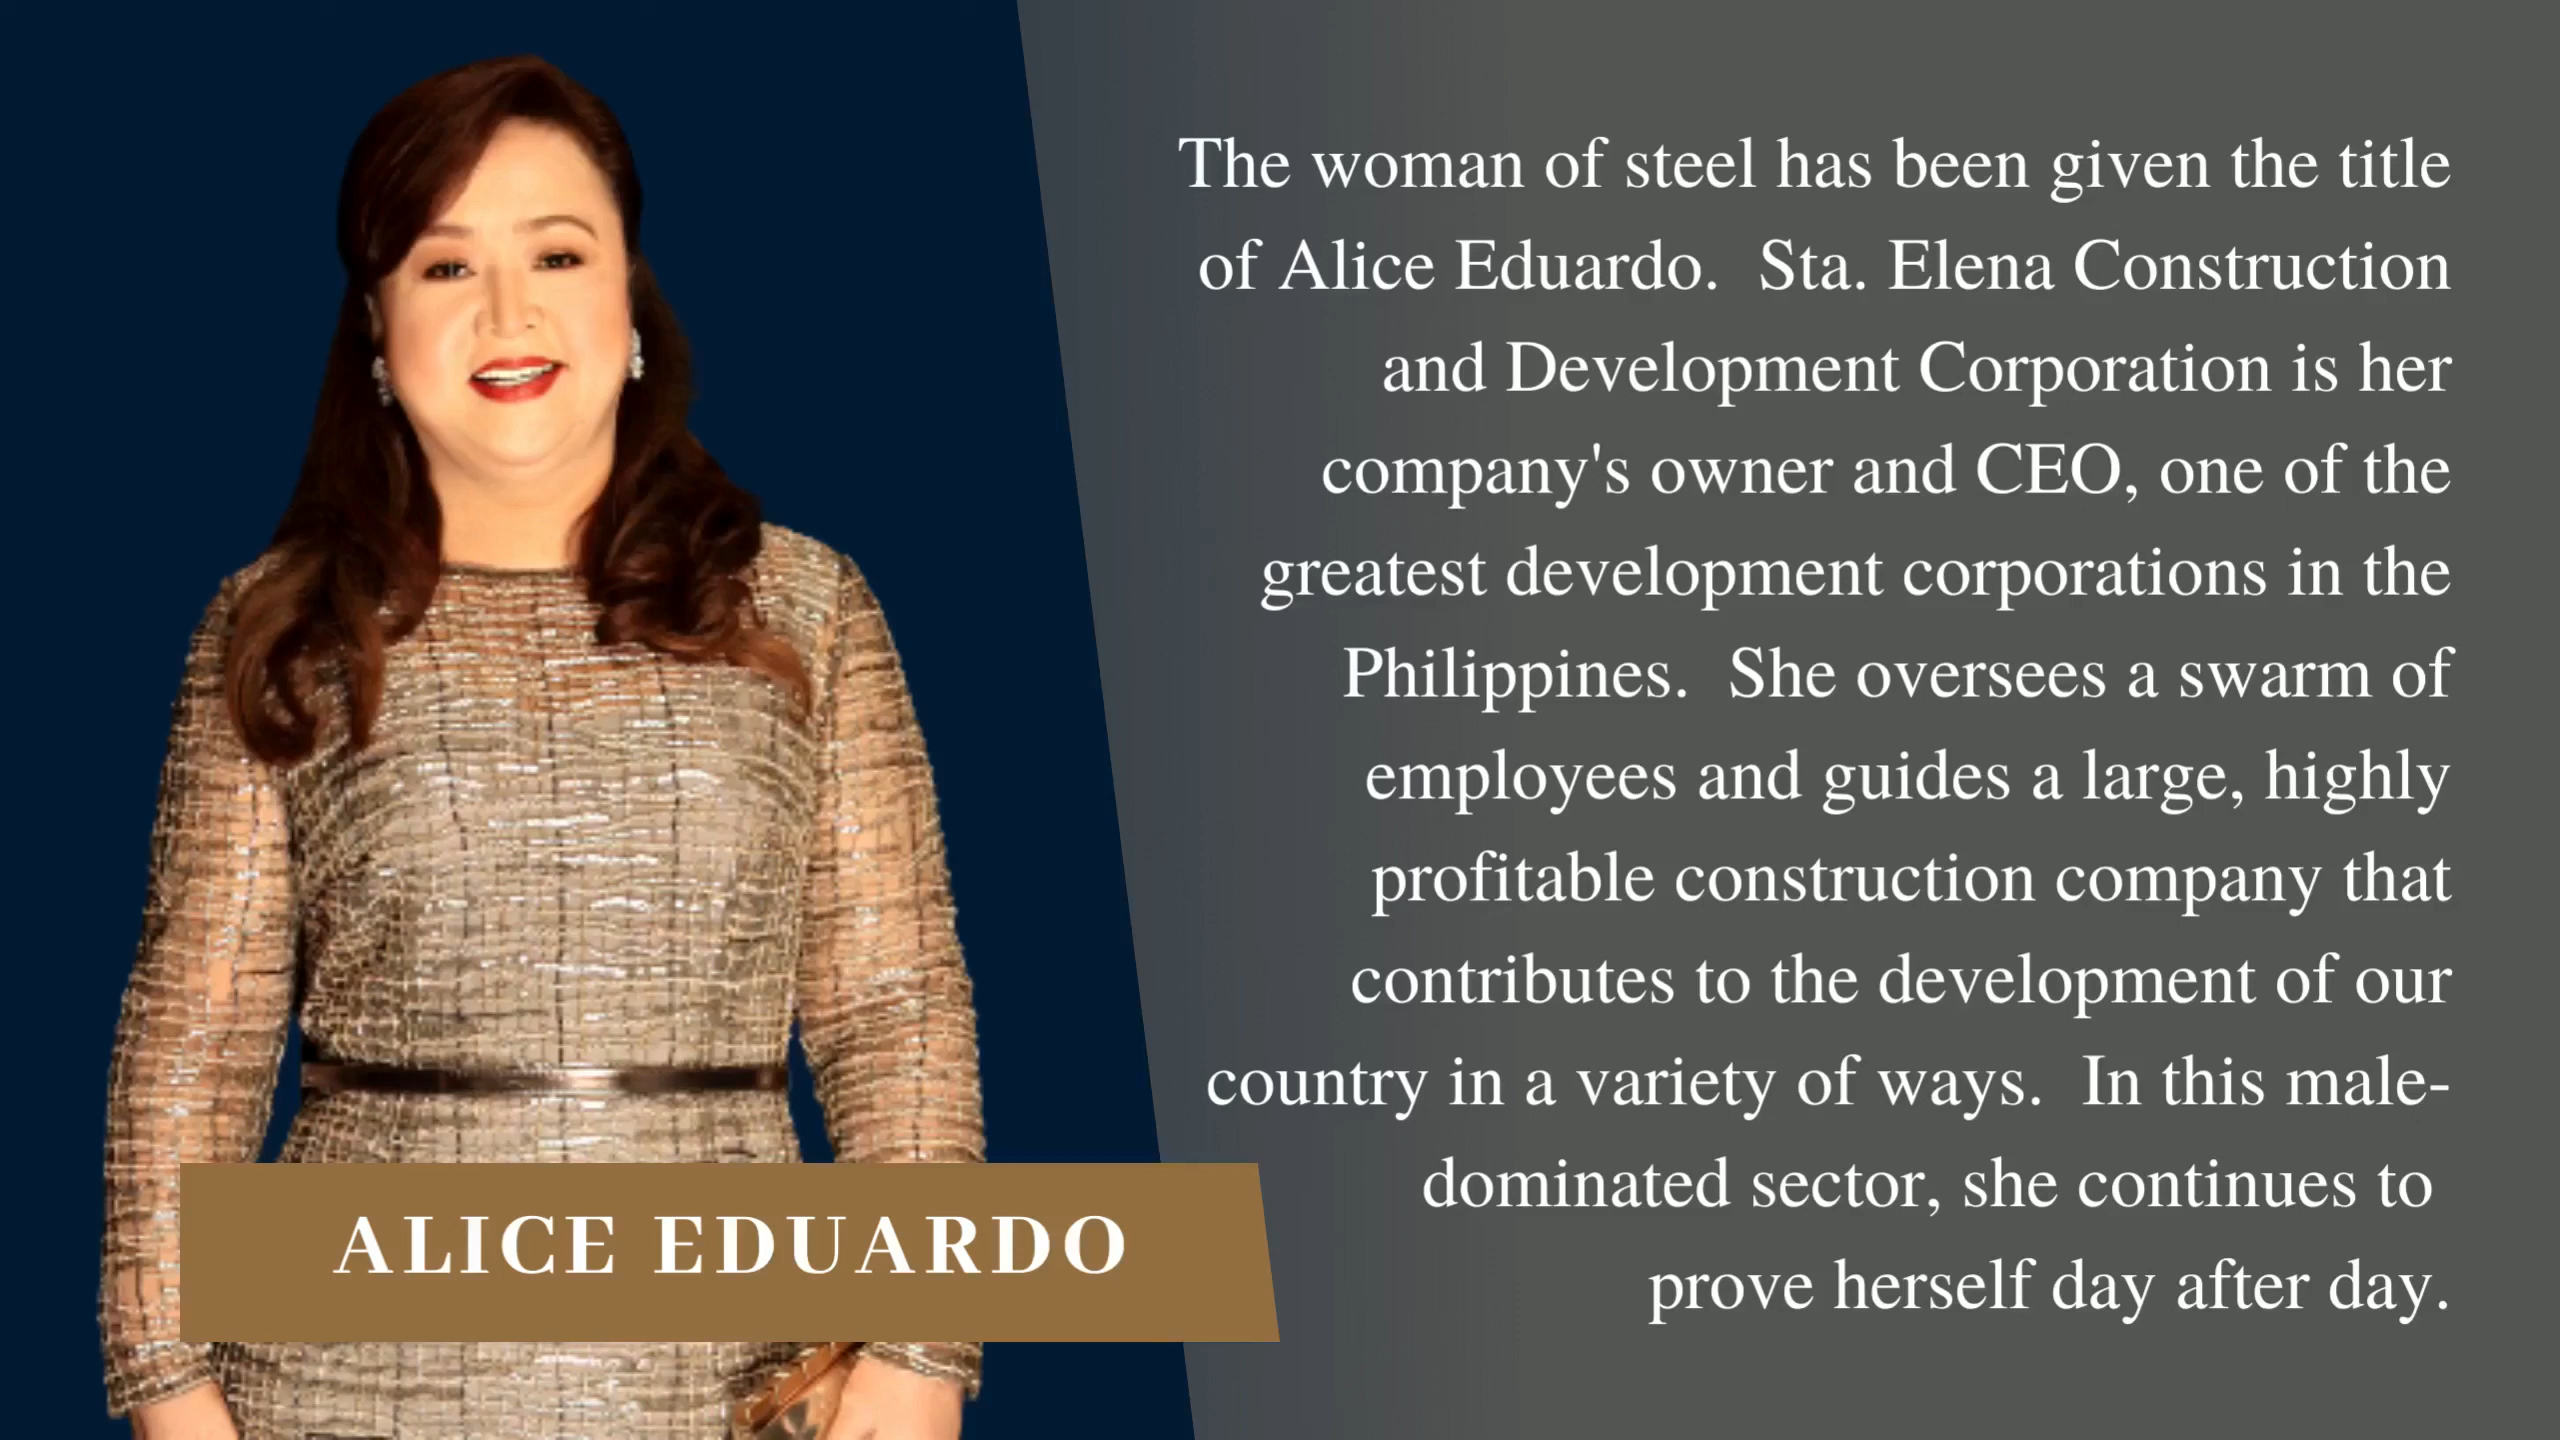 The woman of steel has been given the title
of Alice Eduardo.  Sta. Elena Construction
and Development Corporation is her
company's owner and CEO, one of the
greatest development corporations in the
Philippines.  She oversees a swarm of
employees and guides a large, highly
profitable construction company that
contributes to the development of our
country in a variety of ways.  In this male-
dominated sector, she continues to
prove herself day after day.
ALICE EDUARDO